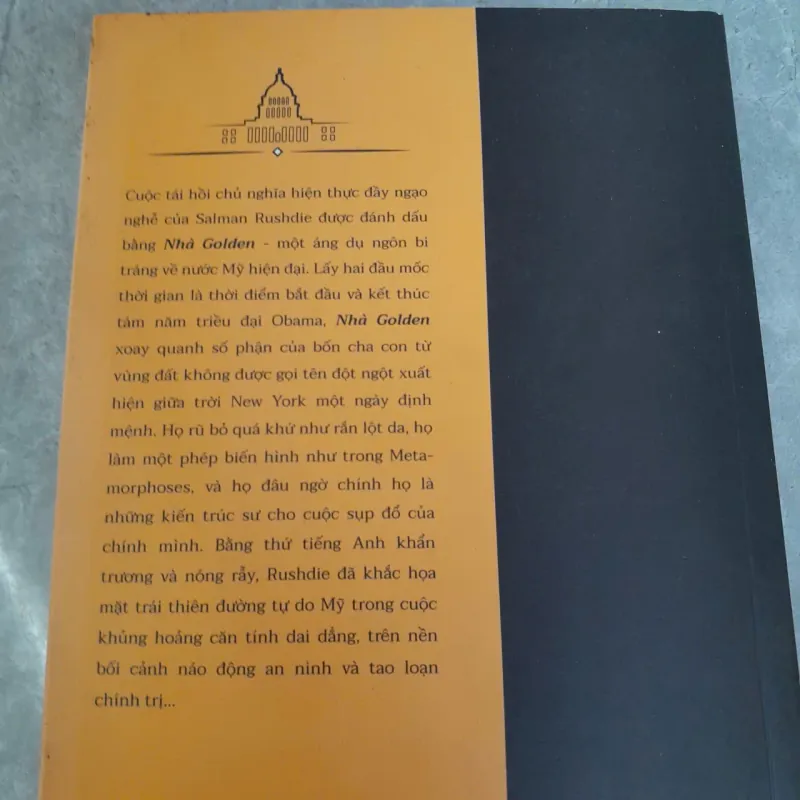 Cuộc tái hồi chủ nghĩa hiện thực đầy ngạo
nghễ của Salman Rushdie được đánh dấu
bằng Nhà Golden - một áng dụ ngôn bi
tráng về nước Mỹ hiện đại. Lấy hai đầu mốc
thời gian là thời điểm bắt đầu và kết thúc
tám năm triều đại Obama, Nhà Golden
xoay quanh số phận của bốn cha con từ
vùng đất không được gọi tên đột ngột xuất
hiện giữa trời New York một ngày định
mệnh. Họ rũ bỏ quá khứ như rắn lột da, họ
làm một phép biến hình như trong Meta-
morphoses, và họ đâu ngờ chính họ là
những kiến trúc sư cho cuộc sụp đổ của
chính mình. Bằng thứ tiếng Anh khẩn
trương và nóng rẫy, Rushdie đã khắc họa
mặt trái thiên đường tự do Mỹ trong cuộc
khủng hoảng căn tính dai dẳng, trên nền
bối cảnh náo động an ninh và tao loạn
chính trị...